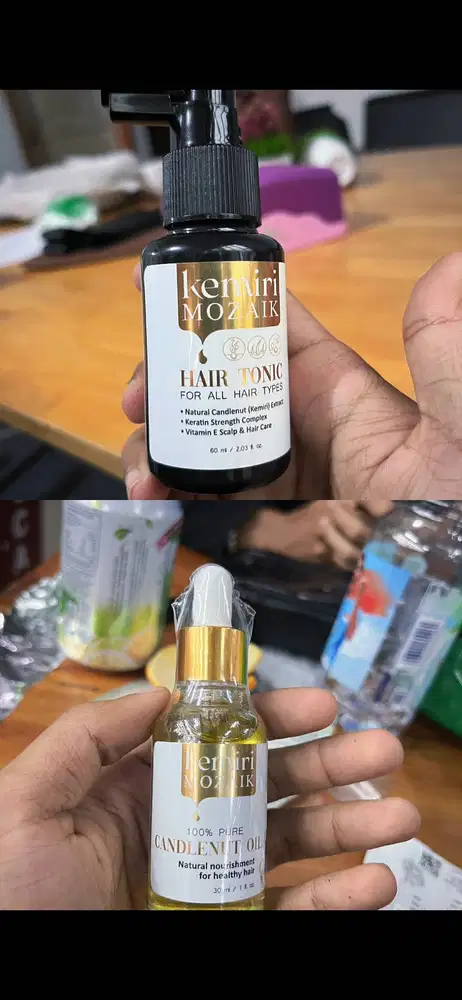 kemiri
MOZAIK
HAIR TONIC
FOR ALL HAIR TYPES
• Natural Candlenut (Kemiri) Extract
• Keratin Strength Complex
• Vitamin E Scalp & Hair Care
60 ml / 2.03 fl. oz.
kemiri
MOZAIK
100% PURE
CANDLENUT OIL
Natural nourishment
for healthy hair
30 ml / 1 fl. oz.